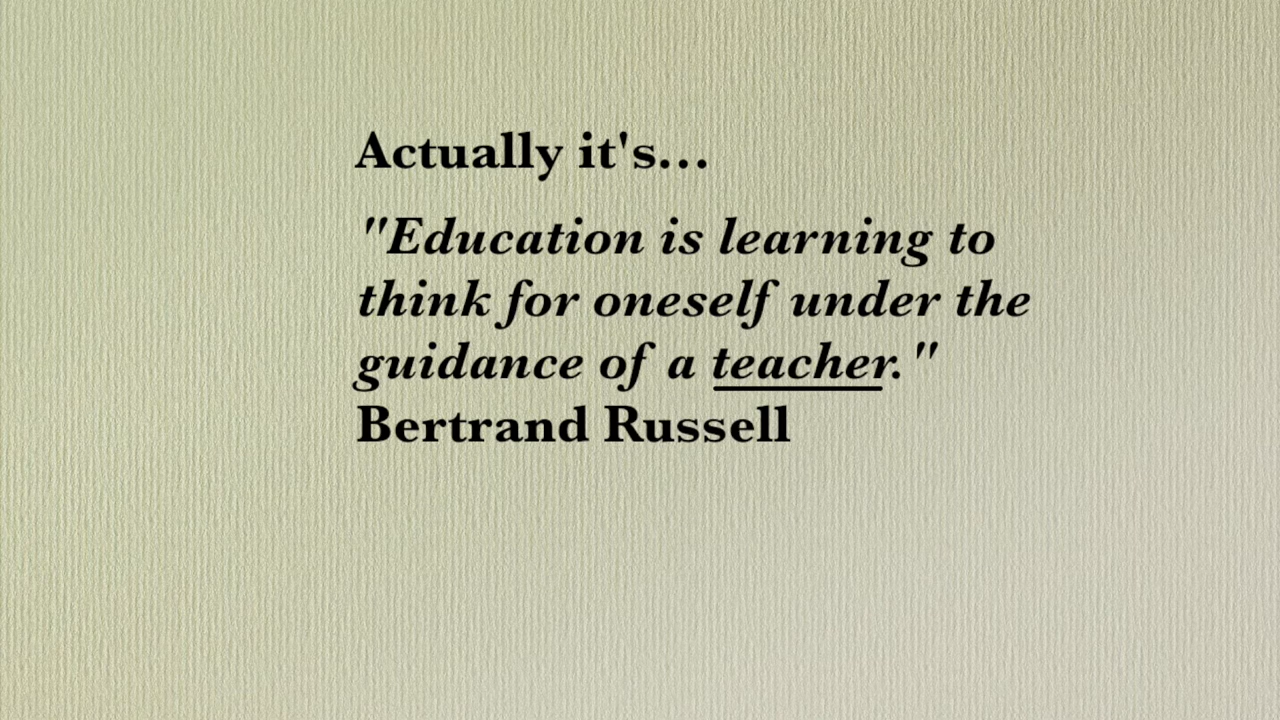 Actually it's...
"Education is learning to
think for oneself under the
guidance of a teacher."
Bertrand Russell